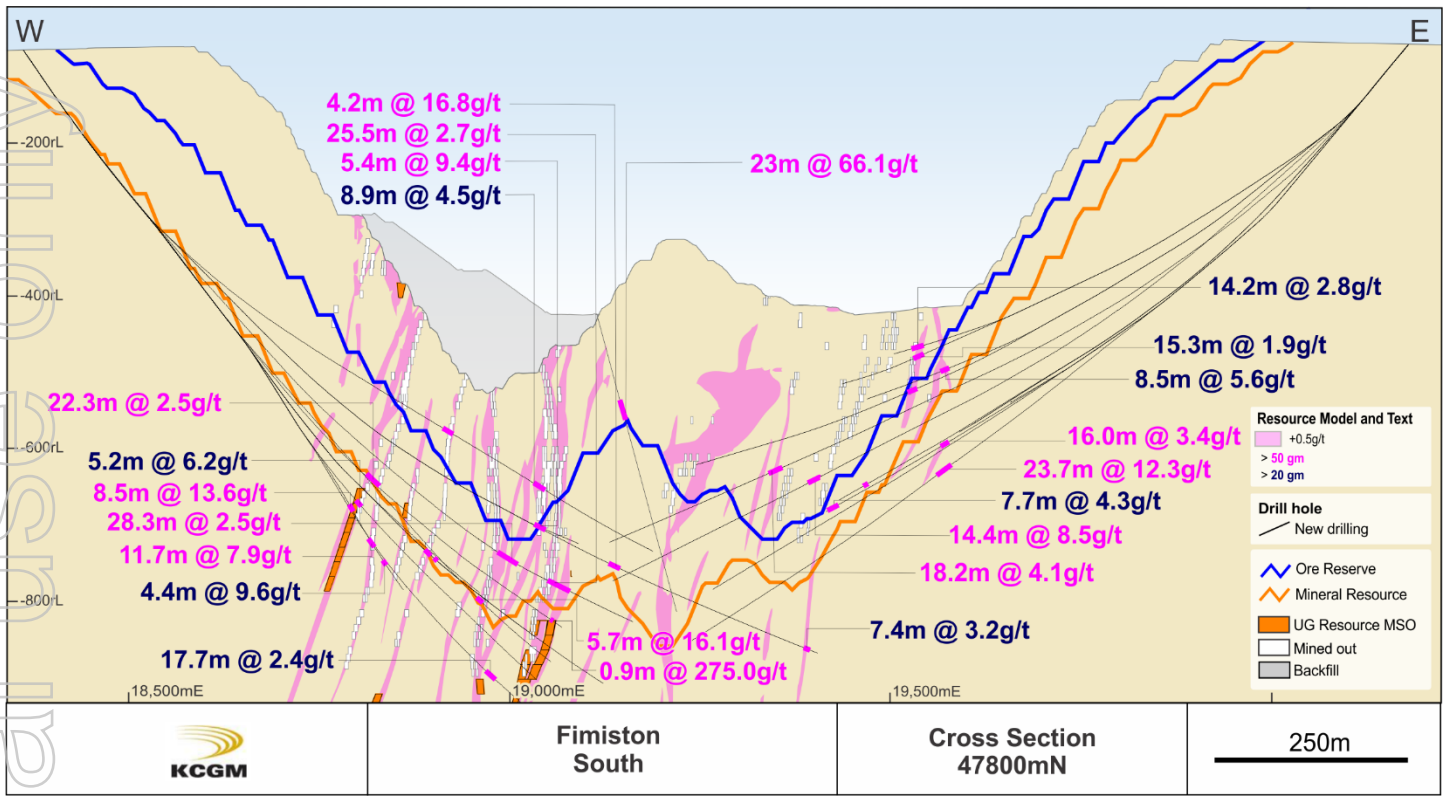 W
E
4.2m @ 16.8g/t
25.5m @ 2.7g/t
5.4m @ 9.4g/t
8.9m @ 4.5g/t
23m @ 66.1g/t
-200rL
-400rL
14.2m @ 2.8g/t
15.3m @ 1.9g/t
8.5m @ 5.6g/t
22.3m @ 2.5g/t
-600rL
16.0m @ 3.4g/t
5.2m @ 6.2g/t
23.7m @ 12.3g/t
8.5m @ 13.6g/t
7.7m @ 4.3g/t
28.3m @ 2.5g/t
14.4m @ 8.5g/t
11.7m @ 7.9g/t
18.2m @ 4.1g/t
4.4m @ 9.6g/t
-800rL
7.4m @ 3.2g/t
5.7m @ 16.1g/t
17.7m @ 2.4g/t
0.9m @ 275.0g/t
18,500mE
19,000mE
19,500mE
Resource Model and Text
+0.5g/t
> 50 gm
> 20 gm
Drill hole
New drilling
Ore Reserve
Mineral Resource
UG Resource MSO
Mined out
Backfill
KCGM
Fimiston
South
Cross Section
47800mN
250m